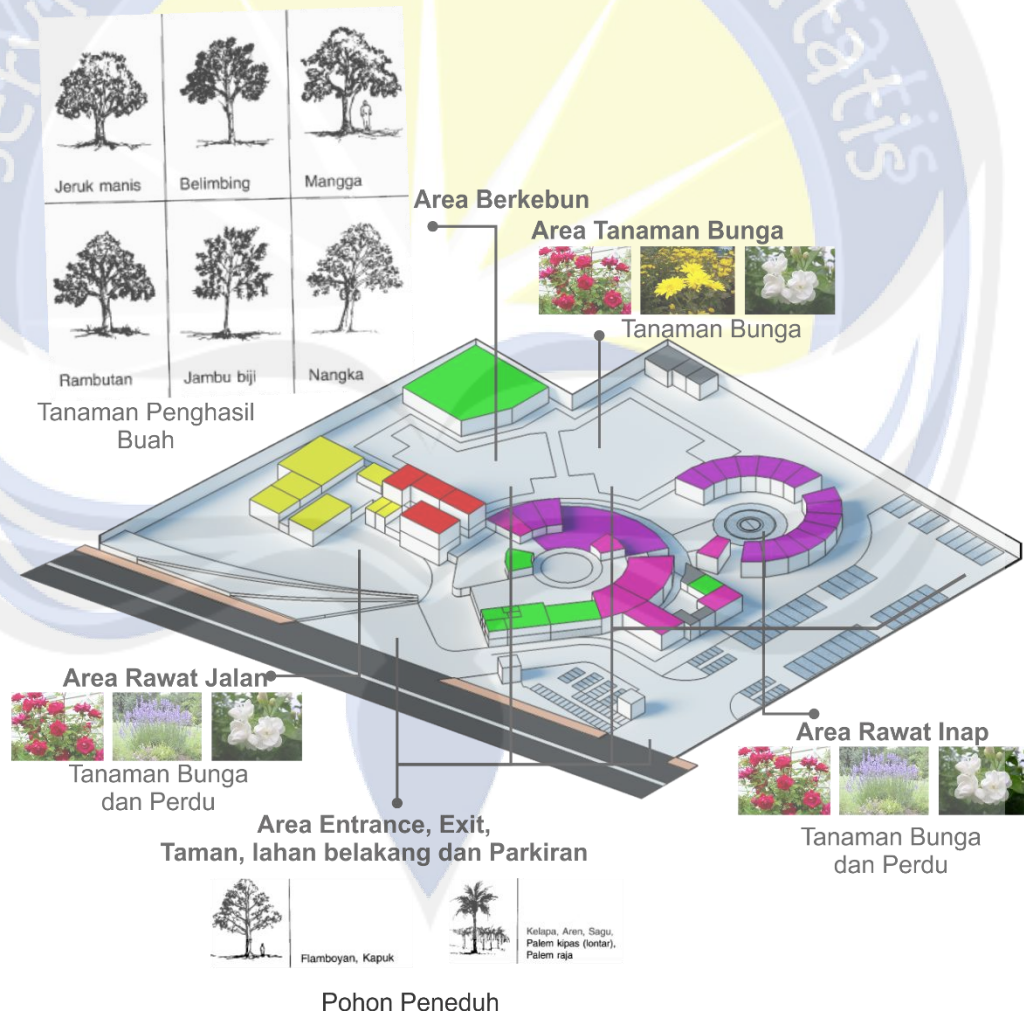 Jeruk manis
Belimbing
Mangga
Rambutan
Jambu biji
Nangka
Tanaman Penghasil
Buah
Area Berkebun
Area Tanaman Bunga
Tanaman Bunga
Area Rawat Jalan
Tanaman Bunga
dan Perdu
Area Rawat Inap
Tanaman Bunga
dan Perdu
Area Entrance, Exit,
Taman, lahan belakang dan Parkiran
Flamboyan, Kapuk
Kelapa, Aren, Sagu,
Palem kipas (lontar),
Palem raja
Pohon Peneduh